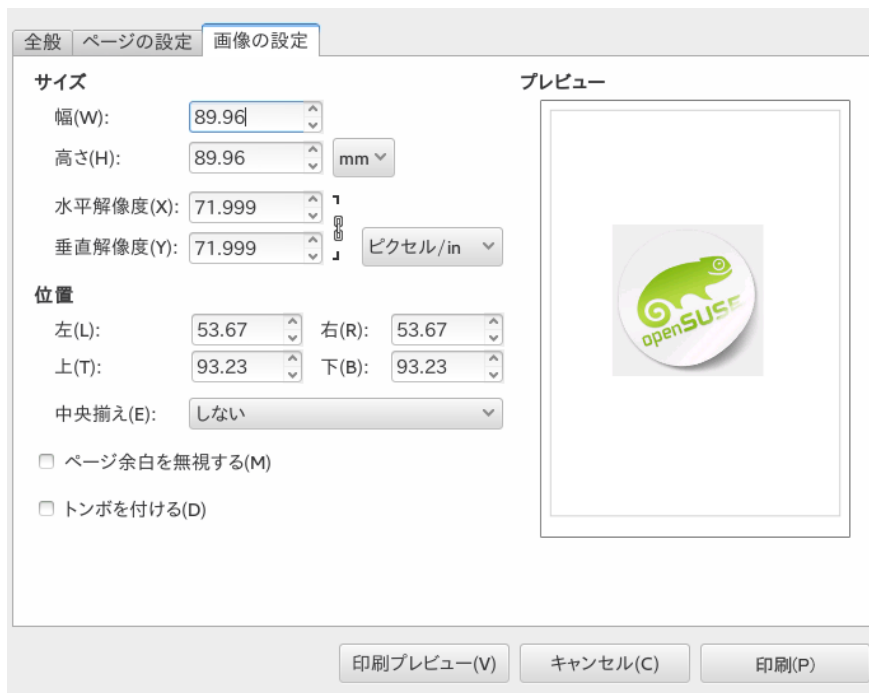 全般 ページの設定 画像の設定
サイズ
幅(W): 89.96
高さ(H): 89.96 mm
水平解像度(X): 71.999
垂直解像度(Y): 71.999 ピクセル/in
位置
左(L): 53.67 右(R): 53.67
上(T): 93.23 下(B): 93.23
中央揃え(E): しない
ページ余白を無視する(M)
トンボを付ける(D)
プレビュー
openSUSE
印刷プレビュー(V) キャンセル(C) 印刷(P)